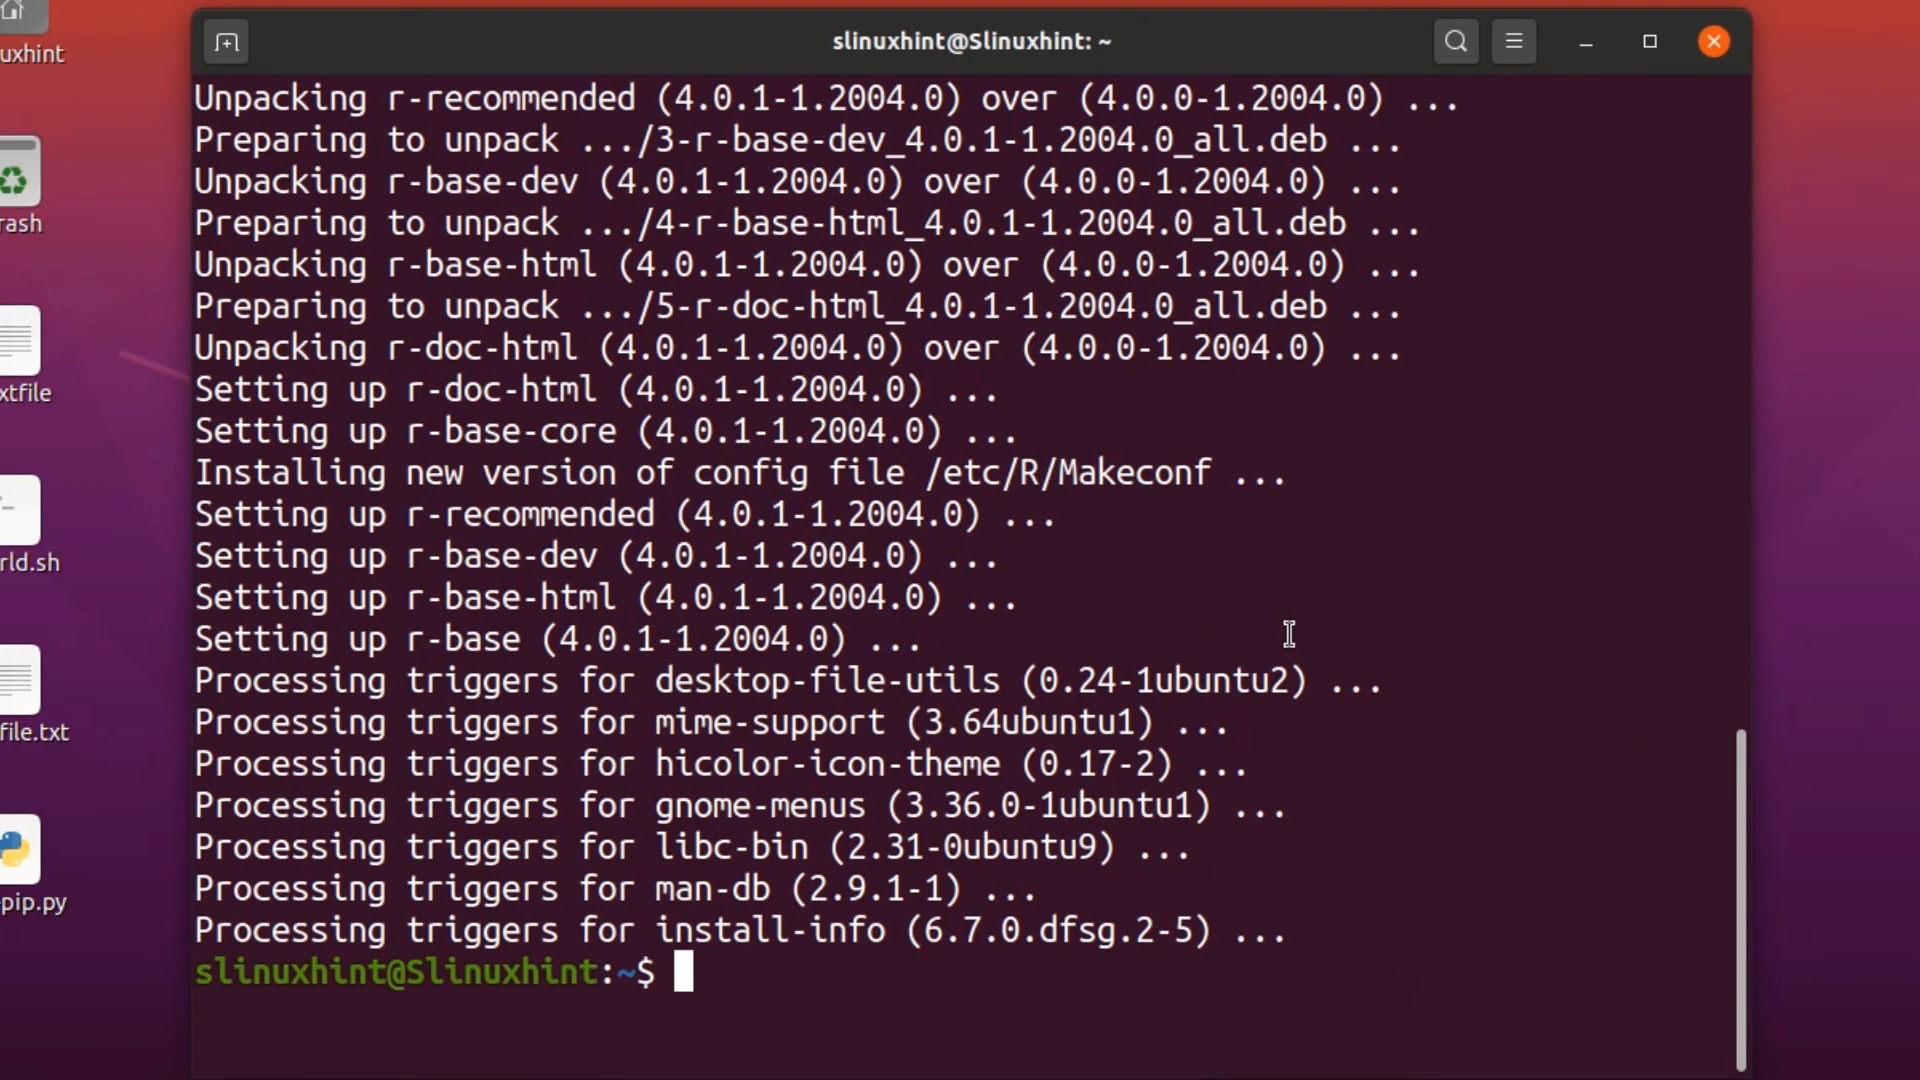 slinuxhint@Slinuxhint: ~
Unpacking r-recommended (4.0.1-1.2004.0) over (4.0.0-1.2004.0) ...
Preparing to unpack .../3-r-base-dev_4.0.1-1.2004.0_all.deb ...
Unpacking r-base-dev (4.0.1-1.2004.0) over (4.0.0-1.2004.0) ...
Preparing to unpack .../4-r-base-html_4.0.1-1.2004.0_all.deb ...
Unpacking r-base-html (4.0.1-1.2004.0) over (4.0.0-1.2004.0) ...
Preparing to unpack .../5-r-doc-html_4.0.1-1.2004.0_all.deb ...
Unpacking r-doc-html (4.0.1-1.2004.0) over (4.0.0-1.2004.0) ...
Setting up r-doc-html (4.0.1-1.2004.0) ...
Setting up r-base-core (4.0.1-1.2004.0) ...
Installing new version of config file /etc/R/Makeconf ...
Setting up r-recommended (4.0.1-1.2004.0) ...
Setting up r-base-dev (4.0.1-1.2004.0) ...
Setting up r-base-html (4.0.1-1.2004.0) ...
Setting up r-base (4.0.1-1.2004.0) ...
Processing triggers for desktop-file-utils (0.24-1ubuntu2) ...
Processing triggers for mime-support (3.64ubuntu1) ...
Processing triggers for hicolor-icon-theme (0.17-2) ...
Processing triggers for gnome-menus (3.36.0-1ubuntu1) ...
Processing triggers for libc-bin (2.31-0ubuntu9) ...
Processing triggers for man-db (2.9.1-1) ...
Processing triggers for install-info (6.7.0.dfsg.2-5) ...
slinuxhint@Slinuxhint:~$
uxhint
rash
xtfile
rld.sh
file.txt
pip.py